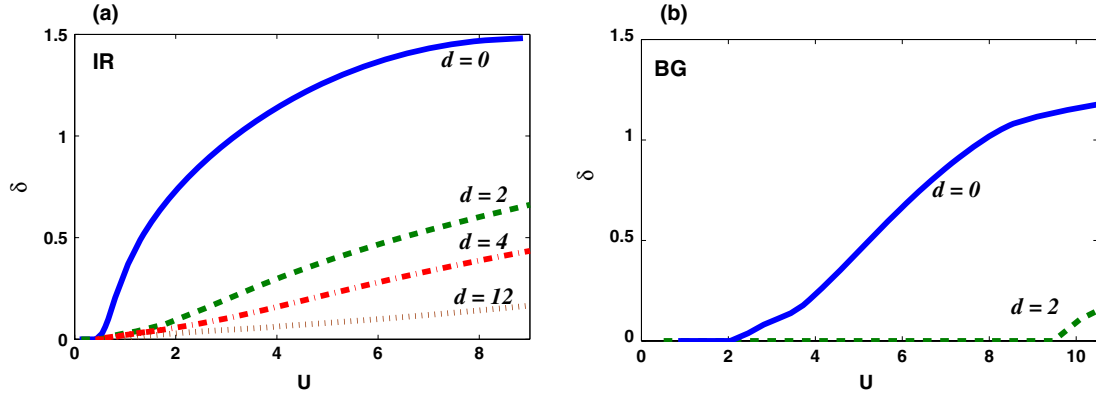 (a)
1.5
1
0.5
0
δ
IR
d = 0
d = 2
d = 4
d = 12
0 2 4 6 8
U
(b)
1.5
1
0.5
0
δ
BG
d = 0
d = 2
0 2 4 6 8 10
U